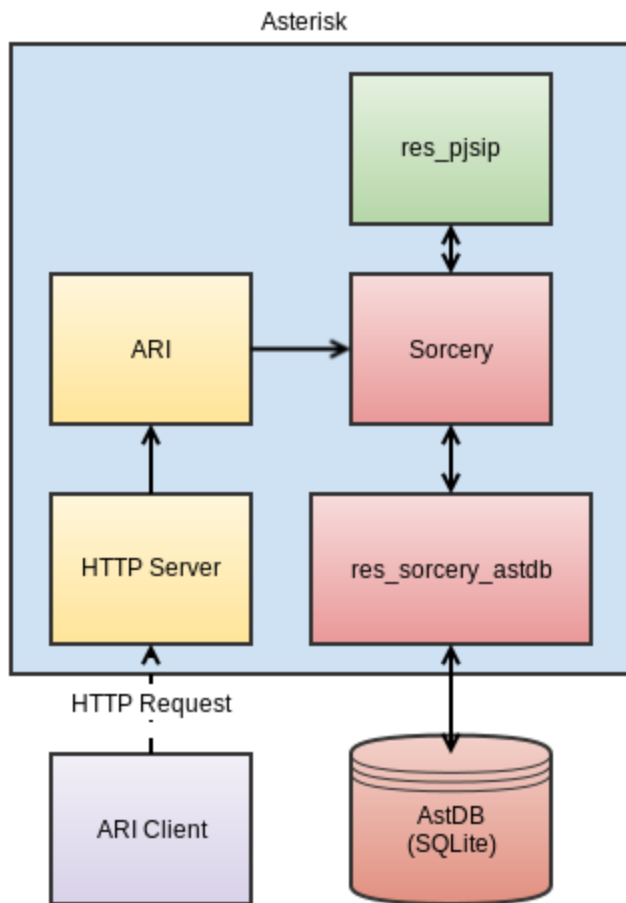 Asterisk
res_pjsip
ARI
Sorcery
HTTP Server
res_sorcery_astdb
HTTP Request
ARI Client
AstDB
(SQLite)